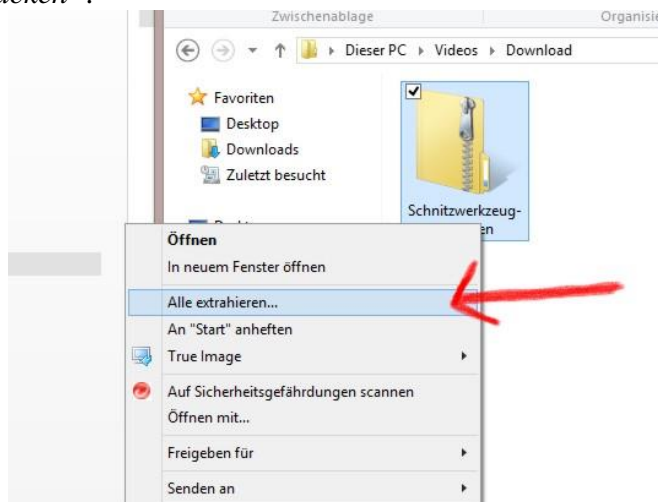 Zwischenablage Organisie
Dieser PC Videos Download
Favoriten
Desktop
Downloads
Zuletzt besucht
Schnitzwerkzeug-
en
Öffnen
In neuem Fenster öffnen
Alle extrahieren...
An "Start" anheften
True Image
Auf Sicherheitsgefährdungen scannen
Öffnen mit...
Freigeben für
Senden an